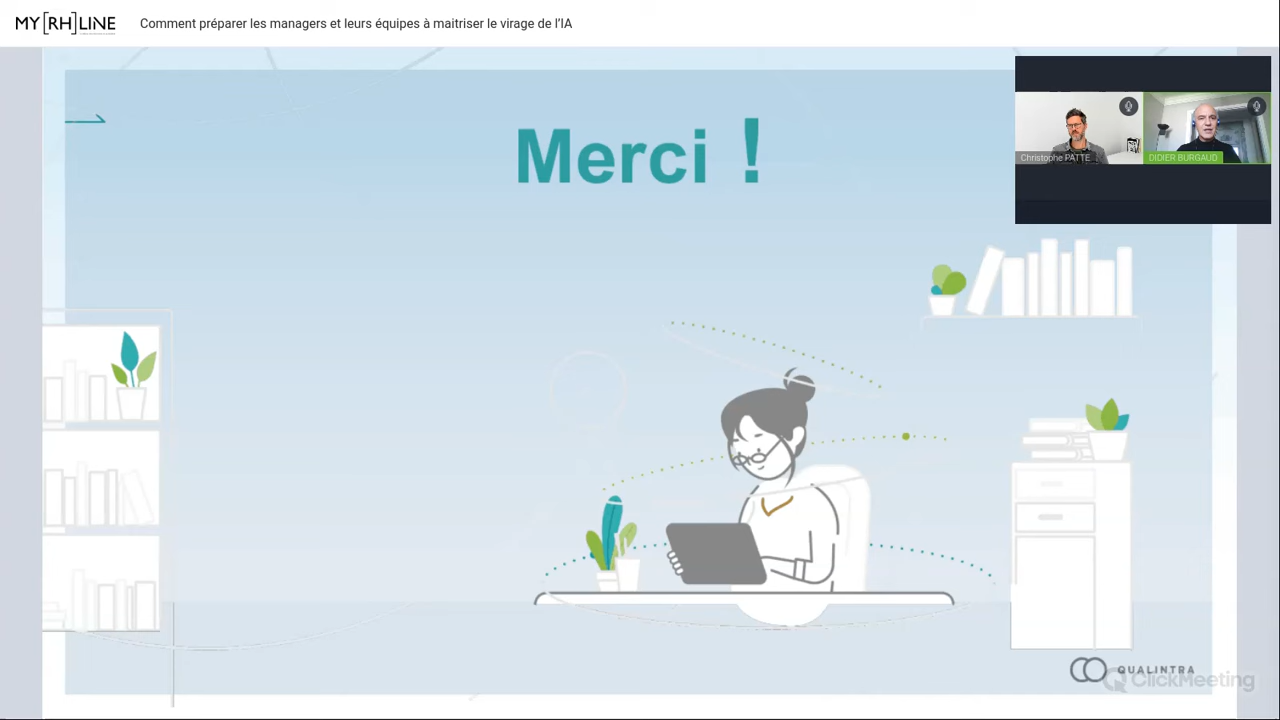 MY[RH]LINE
Comment préparer les managers et leurs équipes à maitriser le virage de l'IA
Merci !
Christophe PATTE
DIDIER BURGAUD
QUALINTRA
ClickMeeting